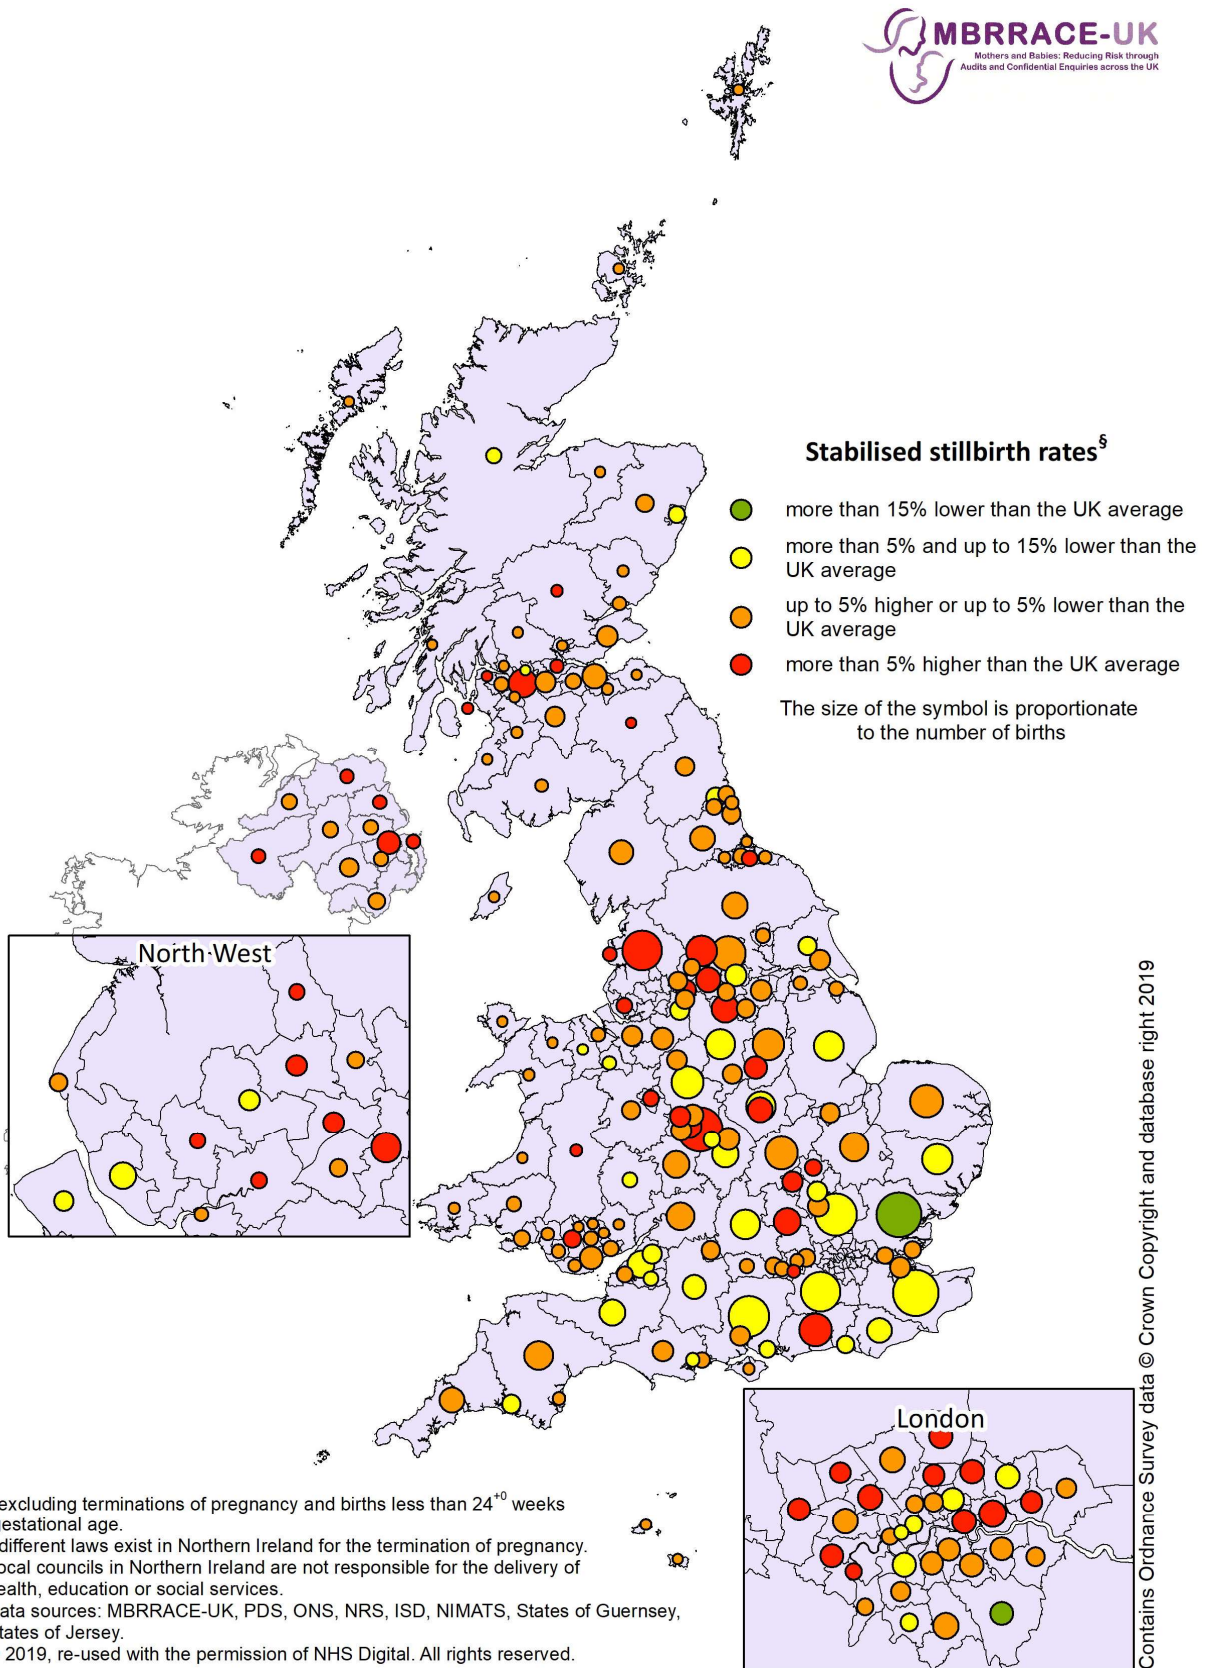 MBRRACE-UK
Mothers and Babies: Reducing Risk through
Audits and Confidential Enquiries across the UK
Stabilised stillbirth rates§
more than 15% lower than the UK average
more than 5% and up to 15% lower than the
UK average
up to 5% higher or up to 5% lower than the
UK average
more than 5% higher than the UK average
The size of the symbol is proportionate
to the number of births
North West
London
excluding terminations of pregnancy and births less than 24+0 weeks
gestational age.
different laws exist in Northern Ireland for the termination of pregnancy.
ocal councils in Northern Ireland are not responsible for the delivery of
ealth, education or social services.
ata sources: MBRRACE-UK, PDS, ONS, NRS, ISD, NIMATS, States of Guernsey,
tates of Jersey.
2019, re-used with the permission of NHS Digital. All rights reserved.
Contains Ordnance Survey data © Crown Copyright and database right 2019